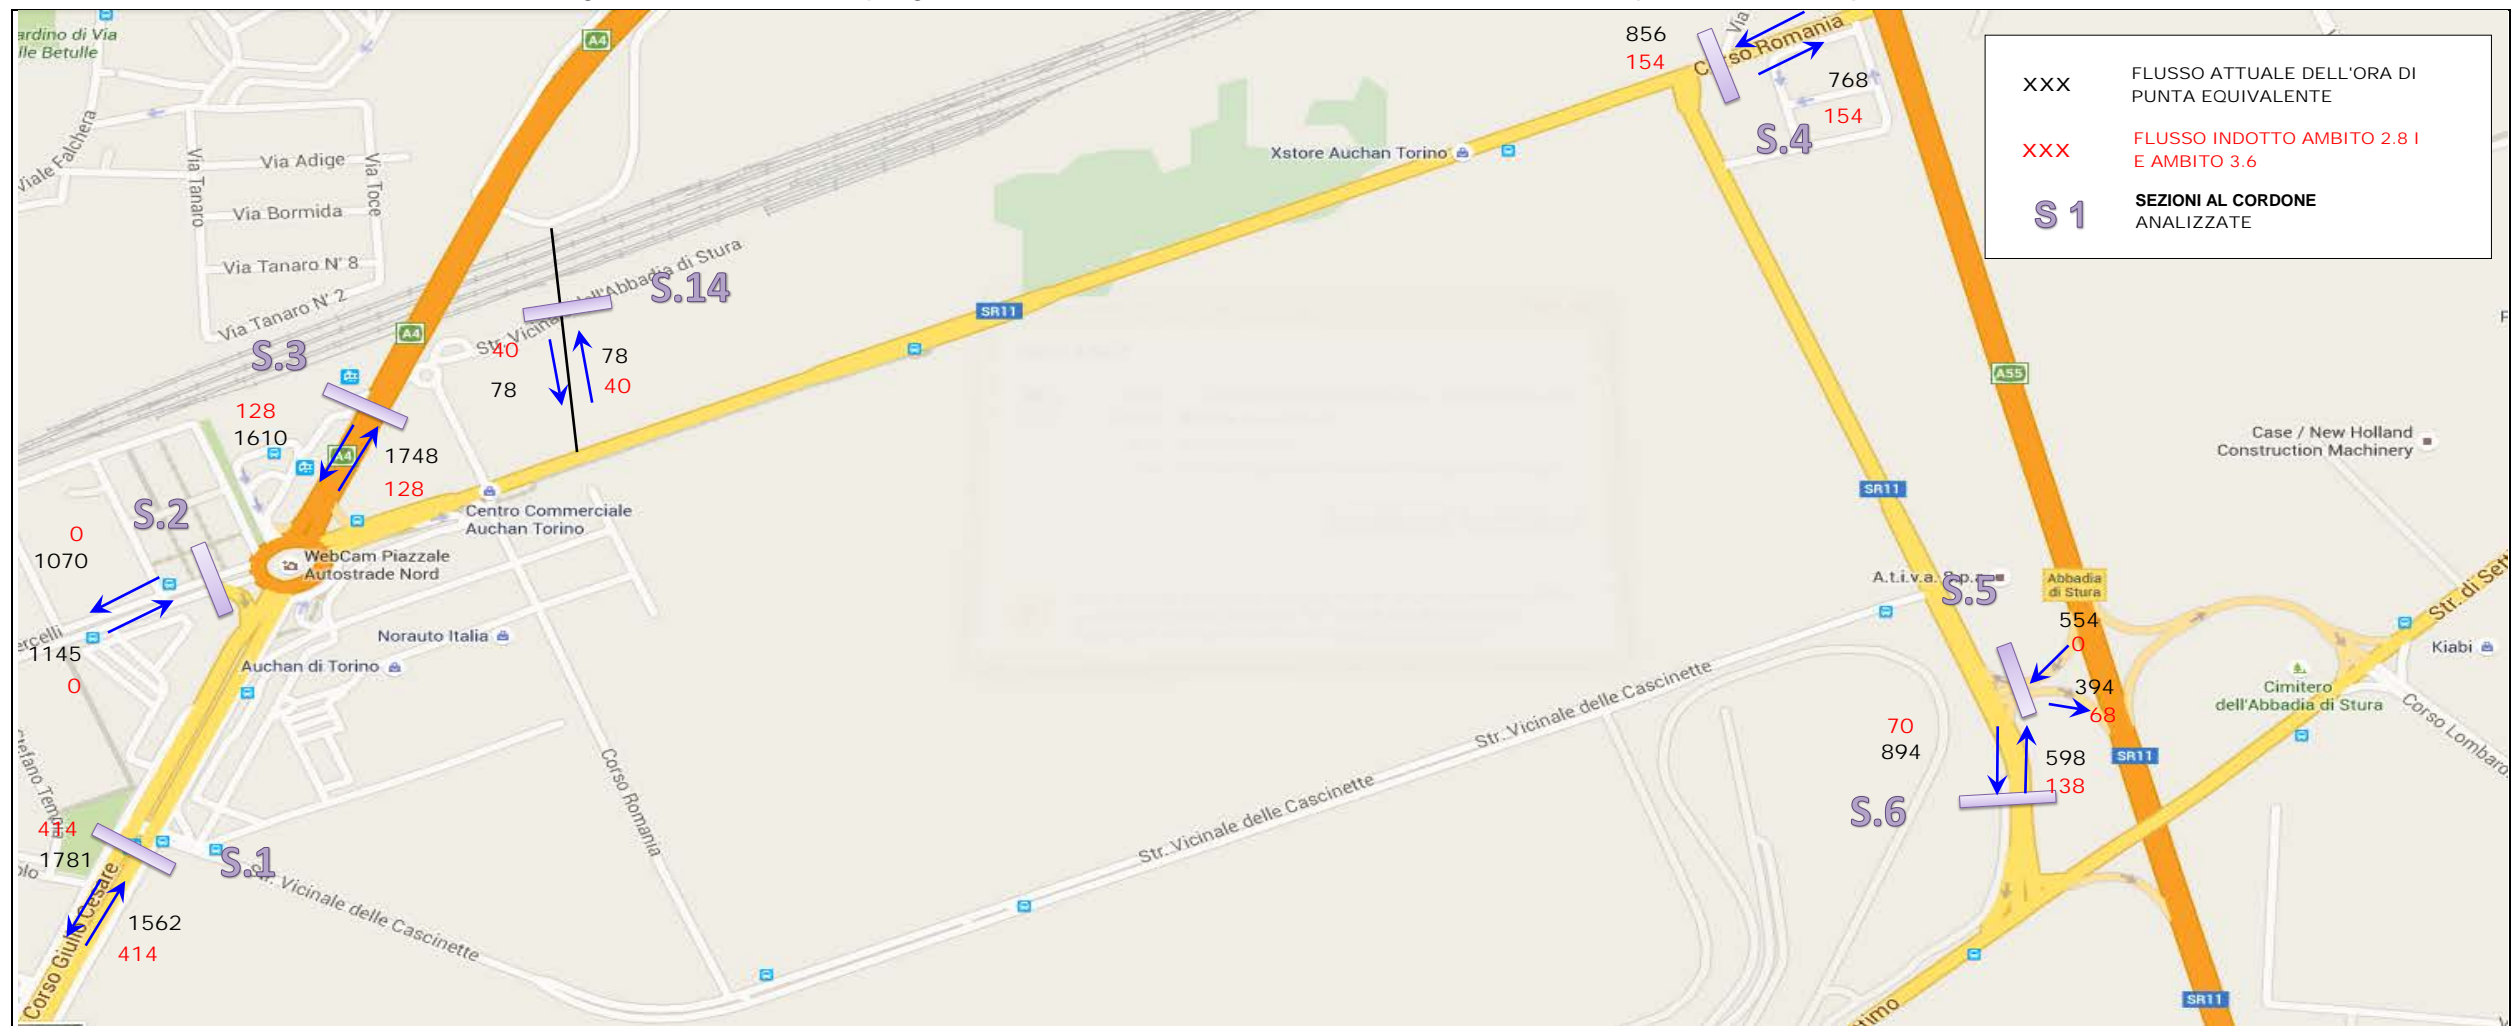 lle Betulle
A4
856
154
Corso Romania
768
154
S.4
xxx
FLUSSO ATTUALE DELL'ORA DI
PUNTA EQUIVALENTE
xxx
FLUSSO INDOTTO AMBITO 2.8 I
E AMBITO 3.6
S 1
SEZIONI AL CORDONE
ANALIZZATE
Viale Falchera
Via Tanaro
Via Adige
Via Toce
Via Bormida
Via Tanaro N° 8
Via Tanaro N° 2
Xstore Auchan Torino
dell'Abbadia di Stura
Str. Vicinale
S.14
SR11
A4
S.3
40
78
78
40
A55
128
1610
A4
1748
128
S.2
Centro Commerciale
Auchan Torino
Case / New Holland
Construction Machinery
SR11
0
1070
WebCam Piazzale
Autostrade Nord
A.t.i.v.a. S.p.a
S.5
Abbadia
di Stura
554
0
Norauto Italia
Auchan di Torino
1145
0
Kiabi
Cimitero
dell'Abbadia di Stura
394
68
Str. Vicinale delle Cascinette
70
894
598
138
SR11
S.6
Corso Romania
Str. Vicinale delle Cascinette
414
1781
S.1
Str. Vicinale delle Cascinette
1562
414
Corso Giulio Cesare
SR11